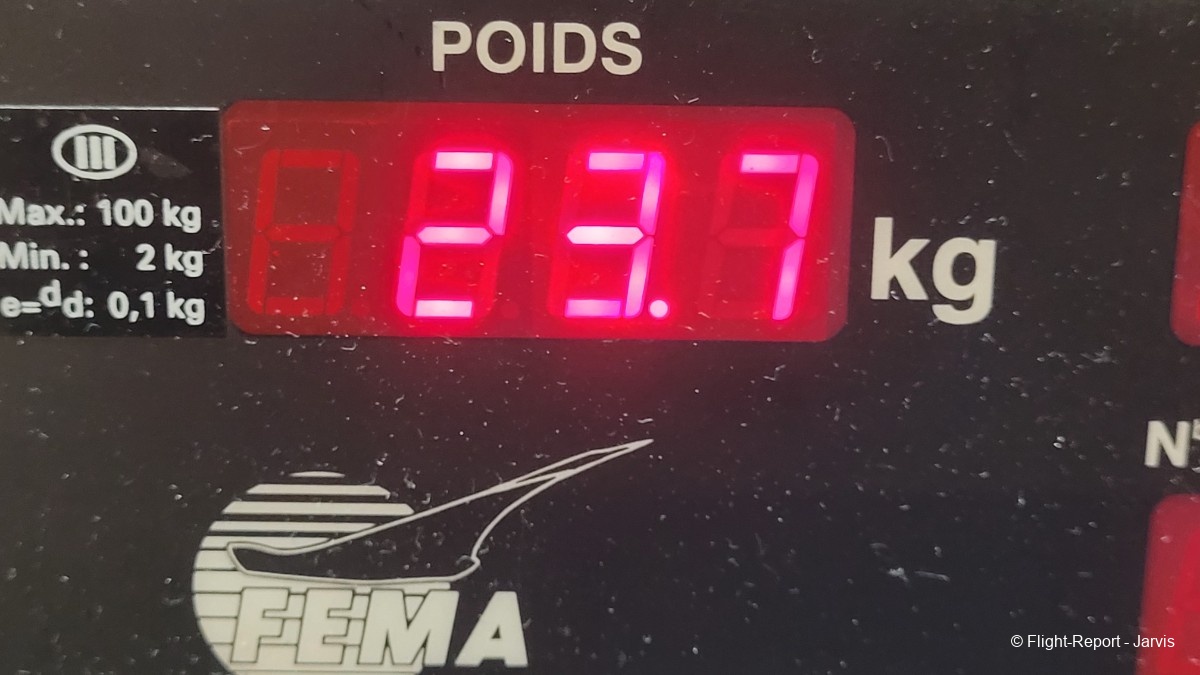 POIDS
III
Max.: 100 kg
Min. : 2 kg
e=dd: 0,1 kg
23.7
kg
FEMA
© Flight-Report - Jarvis